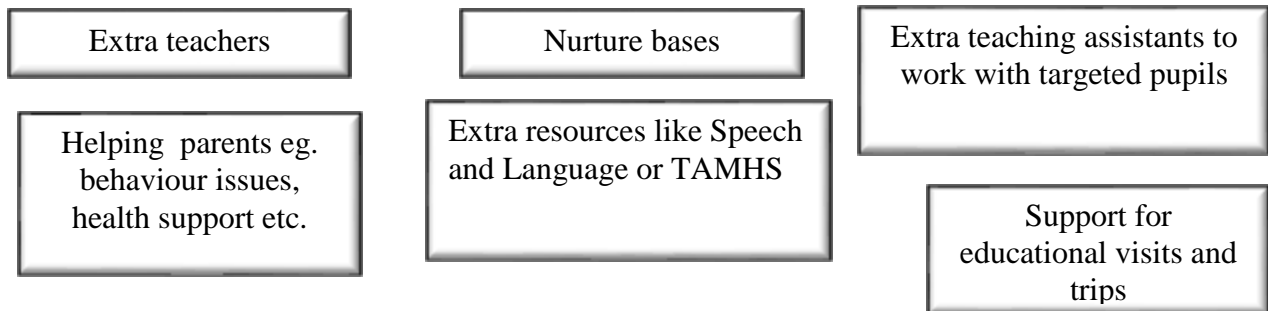 Extra teachers
Nurture bases
Extra teaching assistants to
work with targeted pupils
Helping  parents eg.
behaviour issues,
health support etc.
Extra resources like Speech
and Language or TAMHS
Support for
educational visits and
trips